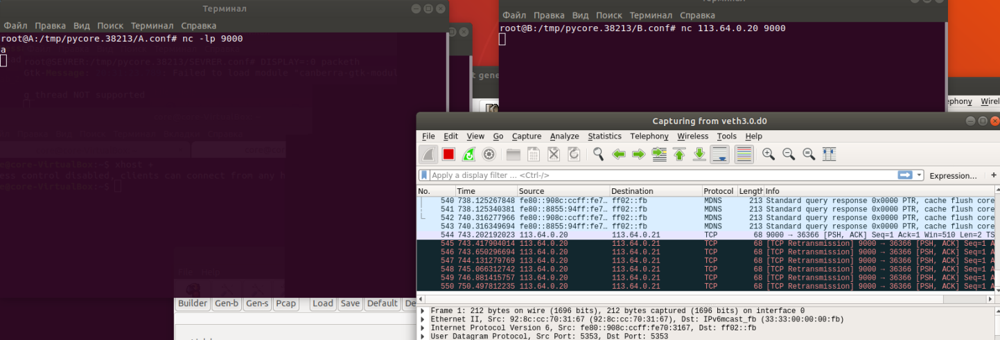 Терминал
Файл Правка Вид Поиск Терминал Справка
root@A:/tmp/pycore.38213/A.conf# nc -lp 9000
a
root@SEVRER:/tmp/pycore.38213/SEVRER.conf# DISPLAY=:0 packeth
Gtk-Message: Failed to load module "canberra-gtk-modul
g_thread NOT supported
e@core-VirtualBox:~$ xhost +
ess control disabled, clients can connect from any h
e@core-VirtualBox:~$
File Help
Builder Gen-b Gen-s Pcap Load Save Default De
t gene
Терминал
Файл Правка Вид Поиск Терминал Справка
root@B:/tmp/pycore.38213/B.conf# nc 113.64.0.20 9000
ephony Wirel
Capturing from veth3.0.d0
File Edit View Go Capture Analyze Statistics Telephony Wireless Tools Help
Apply a display filter ... <Ctrl-/> Expression... +
No. Time Source Destination Protocol Length Info
540 738.125267848 fe80::908c:ccff:fe7… ff02::fb MDNS 213 Standard query response 0x0000 PTR, cache flush core
541 738.125340381 fe80::8855:94ff:fe7… ff02::fb MDNS 213 Standard query response 0x0000 PTR, cache flush core
542 740.316277966 fe80::908c:ccff:fe7… ff02::fb MDNS 213 Standard query response 0x0000 PTR, cache flush core
543 740.316349694 fe80::8855:94ff:fe7… ff02::fb MDNS 213 Standard query response 0x0000 PTR, cache flush core
544 743.202192023 113.64.0.20 113.64.0.21 TCP 68 9000 → 36366 [PSH, ACK] Seq=1 Ack=1 Win=510 Len=2 TS
545 743.417904014 113.64.0.20 113.64.0.21 TCP 68 [TCP Retransmission] 9000 → 36366 [PSH, ACK] Seq=1 A
546 743.650296694 113.64.0.20 113.64.0.21 TCP 68 [TCP Retransmission] 9000 → 36366 [PSH, ACK] Seq=1 A
547 744.131279769 113.64.0.20 113.64.0.21 TCP 68 [TCP Retransmission] 9000 → 36366 [PSH, ACK] Seq=1 A
548 745.066312742 113.64.0.20 113.64.0.21 TCP 68 [TCP Retransmission] 9000 → 36366 [PSH, ACK] Seq=1 A
549 746.881415757 113.64.0.20 113.64.0.21 TCP 68 [TCP Retransmission] 9000 → 36366 [PSH, ACK] Seq=1 A
550 750.497812235 113.64.0.20 113.64.0.21 TCP 68 [TCP Retransmission] 9000 → 36366 [PSH, ACK] Seq=1 A
Frame 1: 212 bytes on wire (1696 bits), 212 bytes captured (1696 bits) on interface 0
Ethernet II, Src: 92:8c:cc:70:31:67 (92:8c:cc:70:31:67), Dst: IPv6mcast_fb (33:33:00:00:00:fb)
Internet Protocol Version 6, Src: fe80::908c:ccff:fe70:3167, Dst: ff02::fb
User Datagram Protocol, Src Port: 5353, Dst Port: 5353